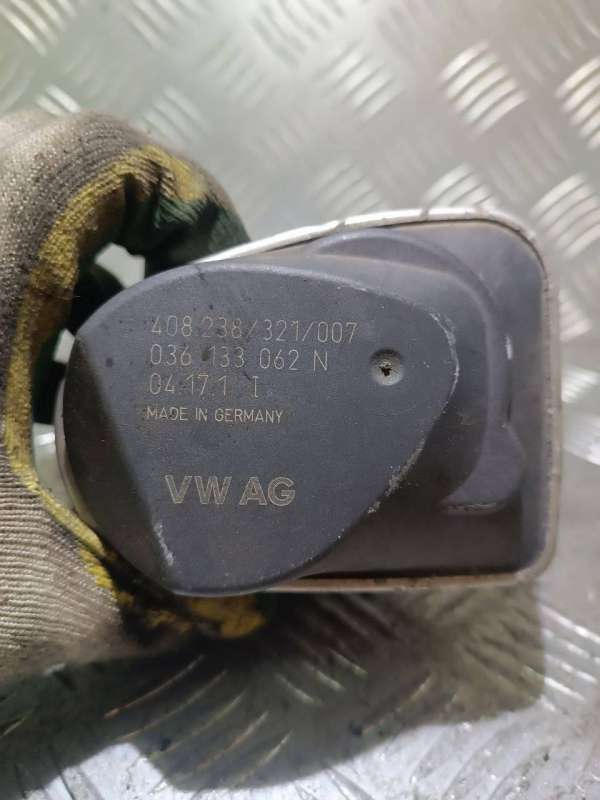 408.238/321/007
036 133 062 N
04.17.1 I
MADE IN GERMANY
VW AG